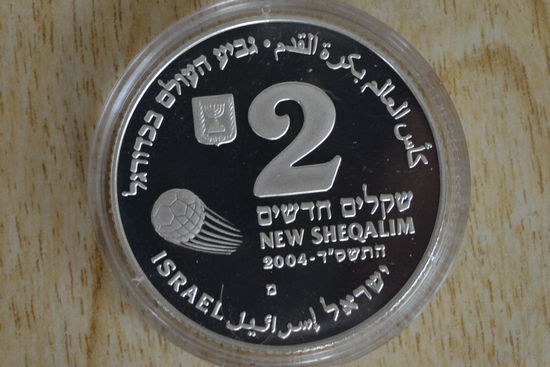 גביע העולם בכדורגל • كأس العالم بكرة القدم
2
שקלים חדשים
NEW SHEQALIM
2004-התשס"ד
מ
ISRAEL إسرائيل ישראל